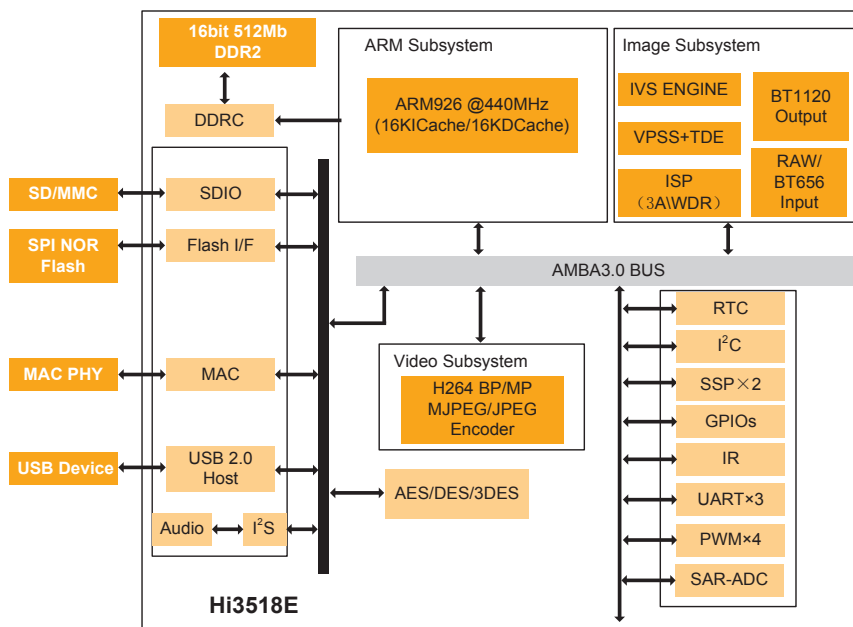 16bit 512Mb
DDR2
DDRC
ARM Subsystem
ARM926 @440MHz
(16KICache/16KDCache)
Image Subsystem
IVS ENGINE
VPSS+TDE
ISP
(3A\WDR)
BT1120
Output
RAW/
BT656
Input
SD/MMC
SDIO
SPI NOR
Flash
Flash I/F
MAC PHY
MAC
USB Device
USB 2.0
Host
Audio
I²S
AMBA3.0 BUS
Video Subsystem
H264 BP/MP
MJPEG/JPEG
Encoder
AES/DES/3DES
RTC
I²C
SSP×2
GPIOs
IR
UART×3
PWM×4
SAR-ADC
Hi3518E